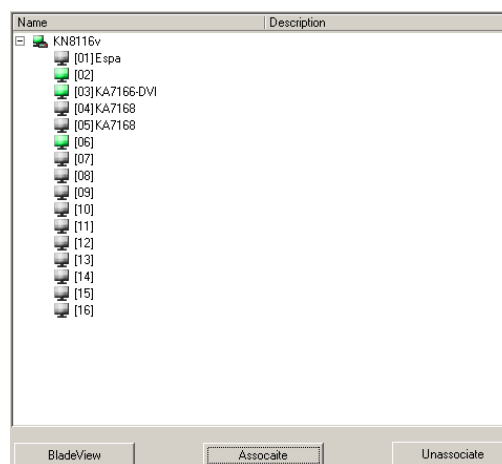 Name Description
KN8116v
[01]Espa
[02]
[03]KA7166-DVI
[04]KA7168
[05]KA7168
[06]
[07]
[08]
[09]
[10]
[11]
[12]
[13]
[14]
[15]
[16]
BladeView Assocaite Unassociate